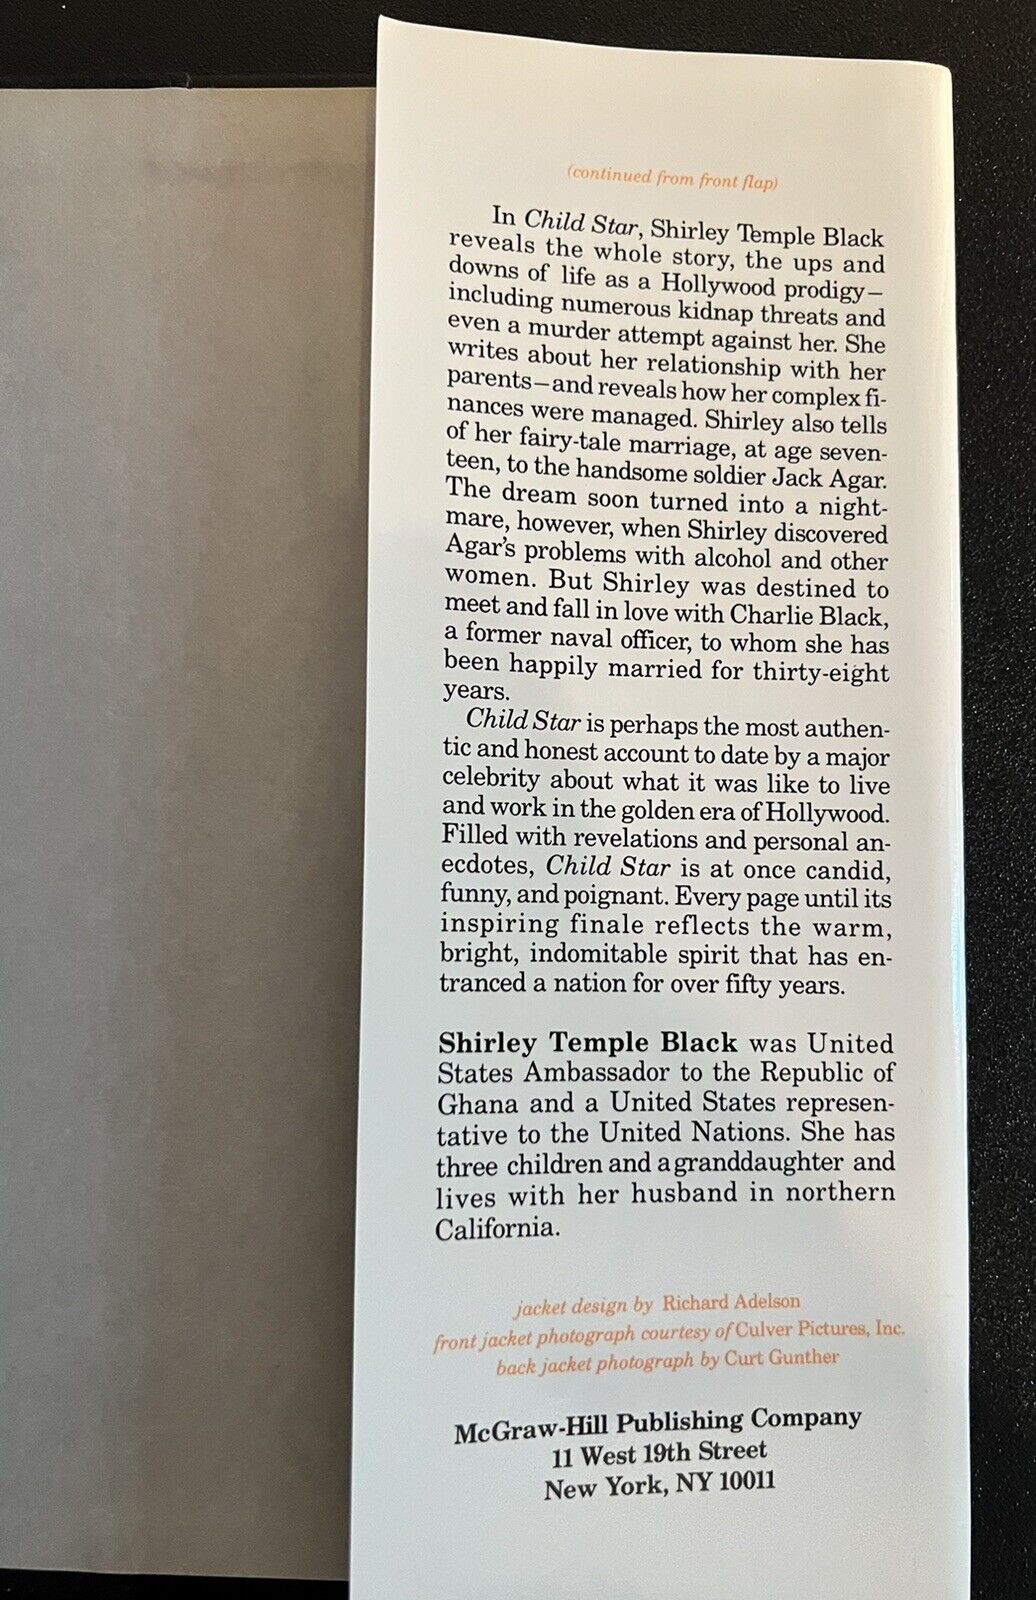 (continued from front flap)
In Child Star, Shirley Temple Black
reveals the whole story, the ups and
downs of life as a Hollywood prodigy—
including numerous kidnap threats and
even a murder attempt against her. She
writes about her relationship with her
parents—and reveals how her complex fi-
nances were managed. Shirley also tells
of her fairy-tale marriage, at age seven-
teen, to the handsome soldier Jack Agar.
The dream soon turned into a night-
mare, however, when Shirley discovered
Agar's problems with alcohol and other
women. But Shirley was destined to
meet and fall in love with Charlie Black,
a former naval officer, to whom she has
been happily married for thirty-eight
years.
Child Star is perhaps the most authen-
tic and honest account to date by a major
celebrity about what it was like to live
and work in the golden era of Hollywood.
Filled with revelations and personal an-
ecdotes, Child Star is at once candid,
funny, and poignant. Every page until its
inspiring finale reflects the warm,
bright, indomitable spirit that has en-
tranced a nation for over fifty years.
Shirley Temple Black was United
States Ambassador to the Republic of
Ghana and a United States represen-
tative to the United Nations. She has
three children and a granddaughter and
lives with her husband in northern
California.
jacket design by Richard Adelson
front jacket photograph courtesy of Culver Pictures, Inc.
back jacket photograph by Curt Gunther
McGraw-Hill Publishing Company
11 West 19th Street
New York, NY 10011